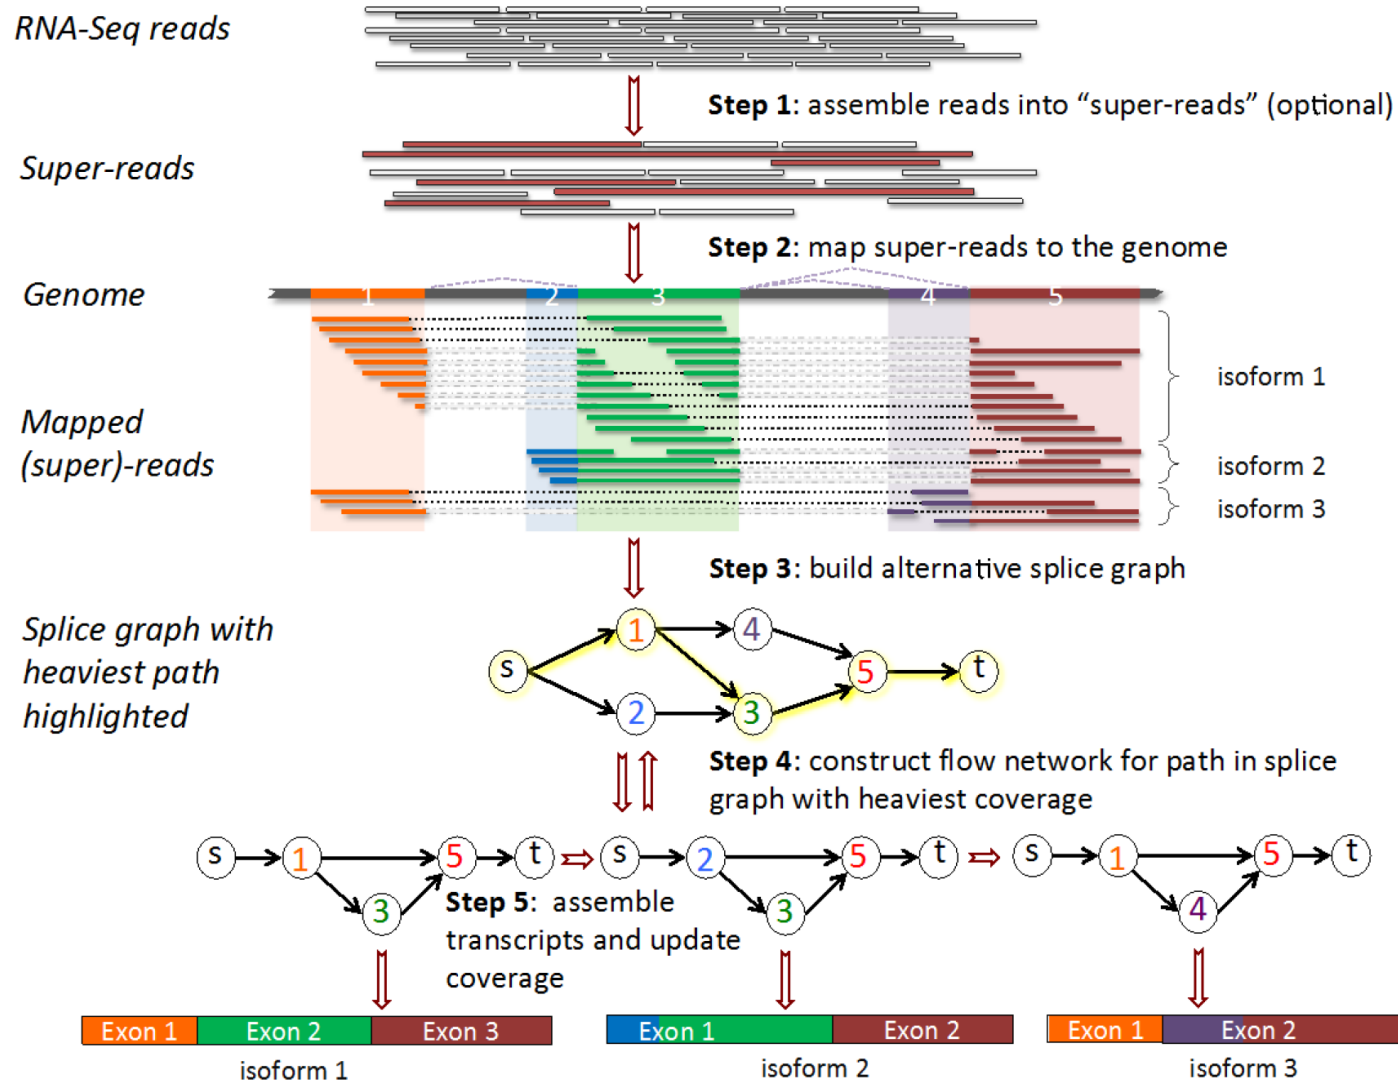 RNA-Seq reads
Step 1: assemble reads into “super-reads” (optional)
Super-reads
Step 2: map super-reads to the genome
Genome
1 2 3 4 5
isoform 1
Mapped
(super)-reads
isoform 2
isoform 3
Step 3: build alternative splice graph
Splice graph with
heaviest path
highlighted
1 4
s 5 t
2 3
Step 4: construct flow network for path in splice
graph with heaviest coverage
s 1 5 t s 2 5 t s 1 5 t
3 3 4
Step 5: assemble
transcripts and update
coverage
Exon 1 Exon 2 Exon 3 Exon 1 Exon 2 Exon 1 Exon 2
isoform 1 isoform 2 isoform 3